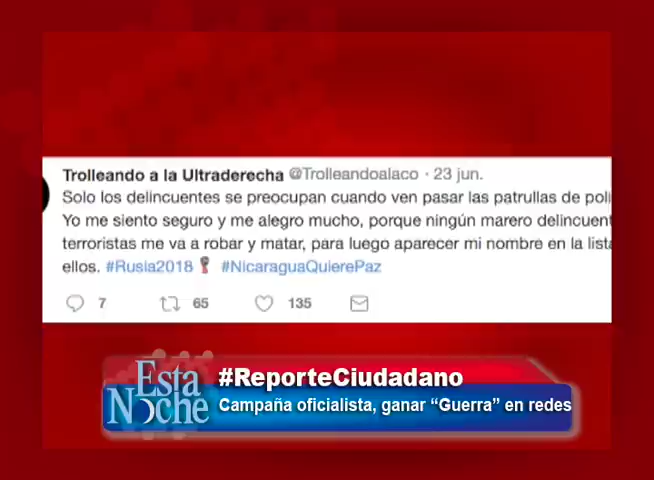 Trolleando a la Ultraderecha @Trolleandoalaco · 23 jun.
Solo los delincuentes se preocupan cuando ven pasar las patrullas de poli
Yo me siento seguro y me alegro mucho, porque ningún marero delincuent
terroristas me va a robar y matar, para luego aparecer mi nombre en la lista
ellos. #Rusia2018 #NicaraguaQuierePaz
7 65 135
Esta Noche
#ReporteCiudadano
Campaña oficialista, ganar “Guerra” en redes